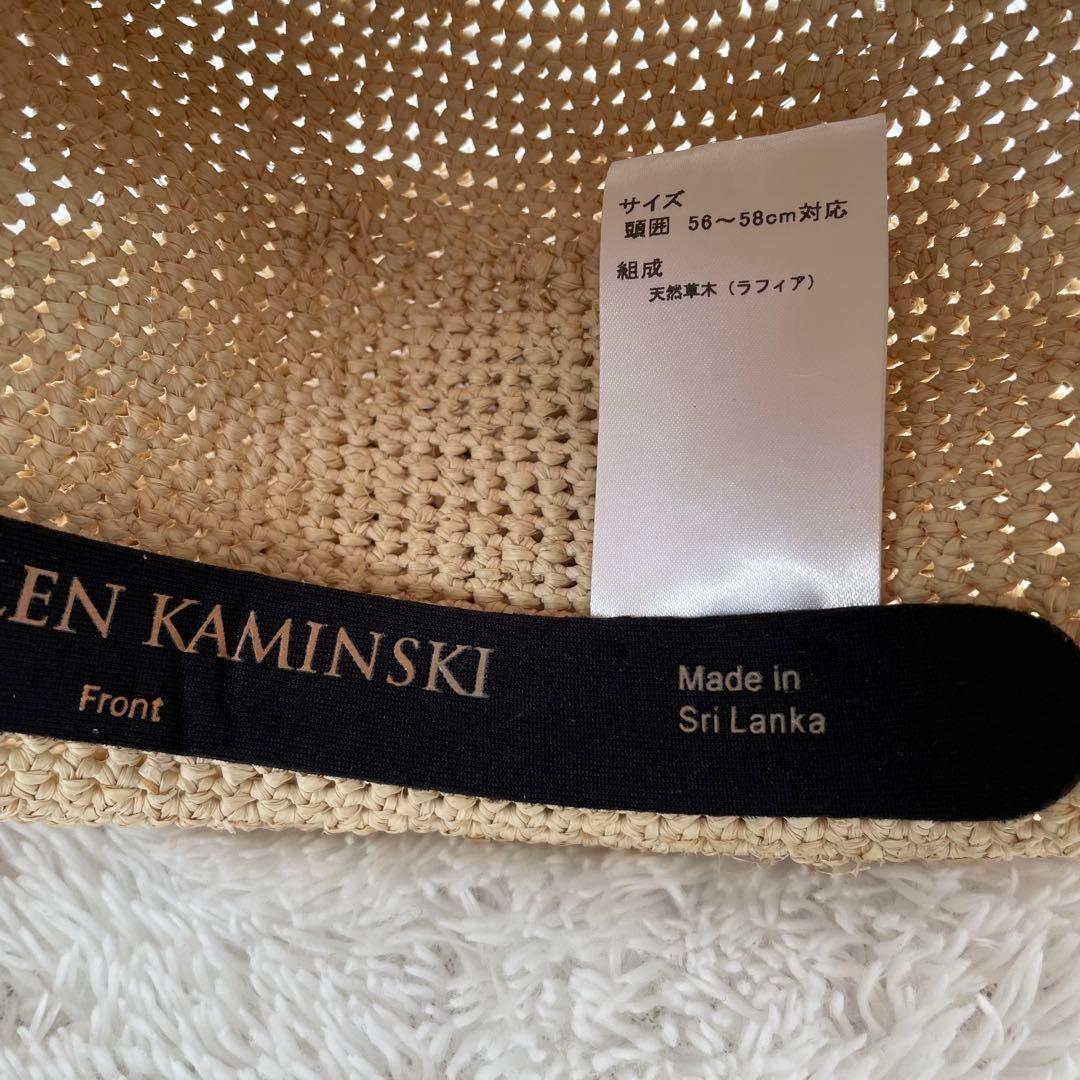 サイズ
頭囲 56～58cm対応
組成
天然草木（ラフィア）
LEN KAMINSKI
Front
Made in
Sri Lanka